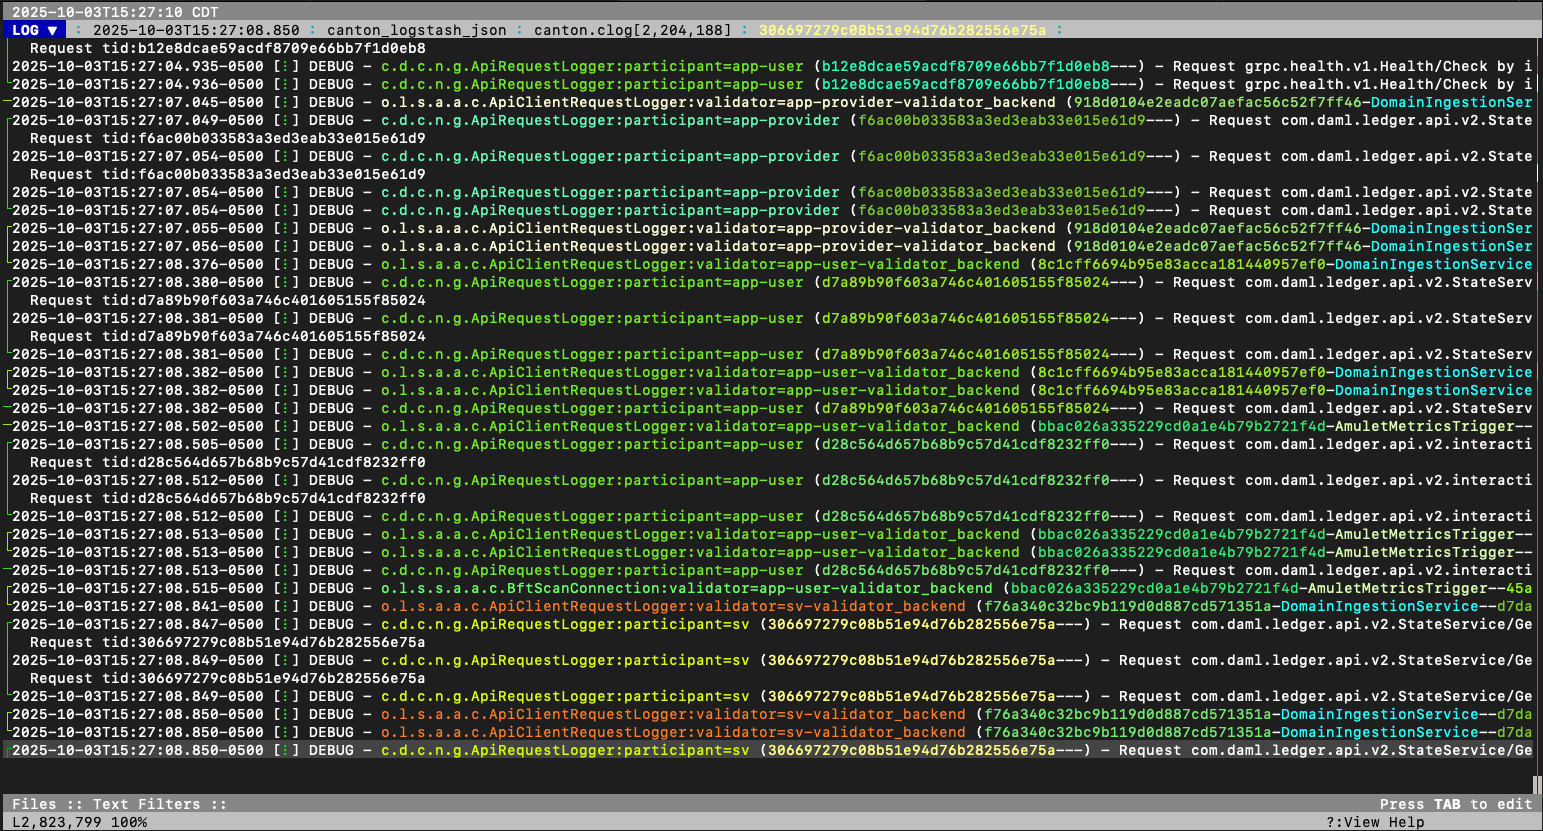 2025-10-03T15:27:10 CDT
LOG ▼ : 2025-10-03T15:27:08.850 : canton_logstash_json : canton.clog[2,204,188] : 306697279c08b51e94d76b282556e75a :
Request tid:b12e8dcae59acdf8709e66bb7f1d0eb8
2025-10-03T15:27:04.935-0500 [⋮] DEBUG - c.d.c.n.g.ApiRequestLogger:participant=app-user (b12e8dcae59acdf8709e66bb7f1d0eb8---) - Request grpc.health.v1.Health/Check by i
2025-10-03T15:27:04.936-0500 [⋮] DEBUG - c.d.c.n.g.ApiRequestLogger:participant=app-user (b12e8dcae59acdf8709e66bb7f1d0eb8---) - Request grpc.health.v1.Health/Check by i
2025-10-03T15:27:07.045-0500 [⋮] DEBUG - o.l.s.a.a.c.ApiClientRequestLogger:validator=app-provider-validator_backend (918d0104e2eadc07aefac56c52f7ff46-DomainIngestionSer
2025-10-03T15:27:07.049-0500 [⋮] DEBUG - c.d.c.n.g.ApiRequestLogger:participant=app-provider (f6ac00b033583a3ed3eab33e015e61d9---) - Request com.daml.ledger.api.v2.State
Request tid:f6ac00b033583a3ed3eab33e015e61d9
2025-10-03T15:27:07.054-0500 [⋮] DEBUG - c.d.c.n.g.ApiRequestLogger:participant=app-provider (f6ac00b033583a3ed3eab33e015e61d9---) - Request com.daml.ledger.api.v2.State
Request tid:f6ac00b033583a3ed3eab33e015e61d9
2025-10-03T15:27:07.054-0500 [⋮] DEBUG - c.d.c.n.g.ApiRequestLogger:participant=app-provider (f6ac00b033583a3ed3eab33e015e61d9---) - Request com.daml.ledger.api.v2.State
2025-10-03T15:27:07.054-0500 [⋮] DEBUG - c.d.c.n.g.ApiRequestLogger:participant=app-provider (f6ac00b033583a3ed3eab33e015e61d9---) - Request com.daml.ledger.api.v2.State
2025-10-03T15:27:07.055-0500 [⋮] DEBUG - o.l.s.a.a.c.ApiClientRequestLogger:validator=app-provider-validator_backend (918d0104e2eadc07aefac56c52f7ff46-DomainIngestionSer
2025-10-03T15:27:07.056-0500 [⋮] DEBUG - o.l.s.a.a.c.ApiClientRequestLogger:validator=app-provider-validator_backend (918d0104e2eadc07aefac56c52f7ff46-DomainIngestionSer
2025-10-03T15:27:08.376-0500 [⋮] DEBUG - o.l.s.a.a.c.ApiClientRequestLogger:validator=app-user-validator_backend (8c1cff6694b95e83acca181440957ef0-DomainIngestionService
2025-10-03T15:27:08.380-0500 [⋮] DEBUG - c.d.c.n.g.ApiRequestLogger:participant=app-user (d7a89b90f603a746c401605155f85024---) - Request com.daml.ledger.api.v2.StateServ
Request tid:d7a89b90f603a746c401605155f85024
2025-10-03T15:27:08.381-0500 [⋮] DEBUG - c.d.c.n.g.ApiRequestLogger:participant=app-user (d7a89b90f603a746c401605155f85024---) - Request com.daml.ledger.api.v2.StateServ
Request tid:d7a89b90f603a746c401605155f85024
2025-10-03T15:27:08.381-0500 [⋮] DEBUG - c.d.c.n.g.ApiRequestLogger:participant=app-user (d7a89b90f603a746c401605155f85024---) - Request com.daml.ledger.api.v2.StateServ
2025-10-03T15:27:08.382-0500 [⋮] DEBUG - o.l.s.a.a.c.ApiClientRequestLogger:validator=app-user-validator_backend (8c1cff6694b95e83acca181440957ef0-DomainIngestionService
2025-10-03T15:27:08.382-0500 [⋮] DEBUG - o.l.s.a.a.c.ApiClientRequestLogger:validator=app-user-validator_backend (8c1cff6694b95e83acca181440957ef0-DomainIngestionService
2025-10-03T15:27:08.382-0500 [⋮] DEBUG - c.d.c.n.g.ApiRequestLogger:participant=app-user (d7a89b90f603a746c401605155f85024---) - Request com.daml.ledger.api.v2.StateServ
2025-10-03T15:27:08.502-0500 [⋮] DEBUG - o.l.s.a.a.c.ApiClientRequestLogger:validator=app-user-validator_backend (bbac026a335229cd0a1e4b79b2721f4d-AmuletMetricsTrigger--
2025-10-03T15:27:08.505-0500 [⋮] DEBUG - c.d.c.n.g.ApiRequestLogger:participant=app-user (d28c564d657b68b9c57d41cdf8232ff0---) - Request com.daml.ledger.api.v2.interacti
Request tid:d28c564d657b68b9c57d41cdf8232ff0
2025-10-03T15:27:08.512-0500 [⋮] DEBUG - c.d.c.n.g.ApiRequestLogger:participant=app-user (d28c564d657b68b9c57d41cdf8232ff0---) - Request com.daml.ledger.api.v2.interacti
Request tid:d28c564d657b68b9c57d41cdf8232ff0
2025-10-03T15:27:08.512-0500 [⋮] DEBUG - c.d.c.n.g.ApiRequestLogger:participant=app-user (d28c564d657b68b9c57d41cdf8232ff0---) - Request com.daml.ledger.api.v2.interacti
2025-10-03T15:27:08.513-0500 [⋮] DEBUG - o.l.s.a.a.c.ApiClientRequestLogger:validator=app-user-validator_backend (bbac026a335229cd0a1e4b79b2721f4d-AmuletMetricsTrigger--
2025-10-03T15:27:08.513-0500 [⋮] DEBUG - o.l.s.a.a.c.ApiClientRequestLogger:validator=app-user-validator_backend (bbac026a335229cd0a1e4b79b2721f4d-AmuletMetricsTrigger--
2025-10-03T15:27:08.513-0500 [⋮] DEBUG - c.d.c.n.g.ApiRequestLogger:participant=app-user (d28c564d657b68b9c57d41cdf8232ff0---) - Request com.daml.ledger.api.v2.interacti
2025-10-03T15:27:08.515-0500 [⋮] DEBUG - o.l.s.a.a.c.BftScanConnection:validator=app-user-validator_backend (bbac026a335229cd0a1e4b79b2721f4d-AmuletMetricsTrigger--45a
2025-10-03T15:27:08.841-0500 [⋮] DEBUG - o.l.s.a.a.c.ApiClientRequestLogger:validator=sv-validator_backend (f76a340c32bc9b119d0d887cd571351a-DomainIngestionService--d7da
2025-10-03T15:27:08.847-0500 [⋮] DEBUG - c.d.c.n.g.ApiRequestLogger:participant=sv (306697279c08b51e94d76b282556e75a---) - Request com.daml.ledger.api.v2.StateService/Ge
Request tid:306697279c08b51e94d76b282556e75a
2025-10-03T15:27:08.849-0500 [⋮] DEBUG - c.d.c.n.g.ApiRequestLogger:participant=sv (306697279c08b51e94d76b282556e75a---) - Request com.daml.ledger.api.v2.StateService/Ge
Request tid:306697279c08b51e94d76b282556e75a
2025-10-03T15:27:08.849-0500 [⋮] DEBUG - c.d.c.n.g.ApiRequestLogger:participant=sv (306697279c08b51e94d76b282556e75a---) - Request com.daml.ledger.api.v2.StateService/Ge
2025-10-03T15:27:08.850-0500 [⋮] DEBUG - o.l.s.a.a.c.ApiClientRequestLogger:validator=sv-validator_backend (f76a340c32bc9b119d0d887cd571351a-DomainIngestionService--d7da
2025-10-03T15:27:08.850-0500 [⋮] DEBUG - o.l.s.a.a.c.ApiClientRequestLogger:validator=sv-validator_backend (f76a340c32bc9b119d0d887cd571351a-DomainIngestionService--d7da
2025-10-03T15:27:08.850-0500 [⋮] DEBUG - c.d.c.n.g.ApiRequestLogger:participant=sv (306697279c08b51e94d76b282556e75a---) - Request com.daml.ledger.api.v2.StateService/Ge
Files :: Text Filters :: Press TAB to edit
L2,823,799 100% ?:View Help